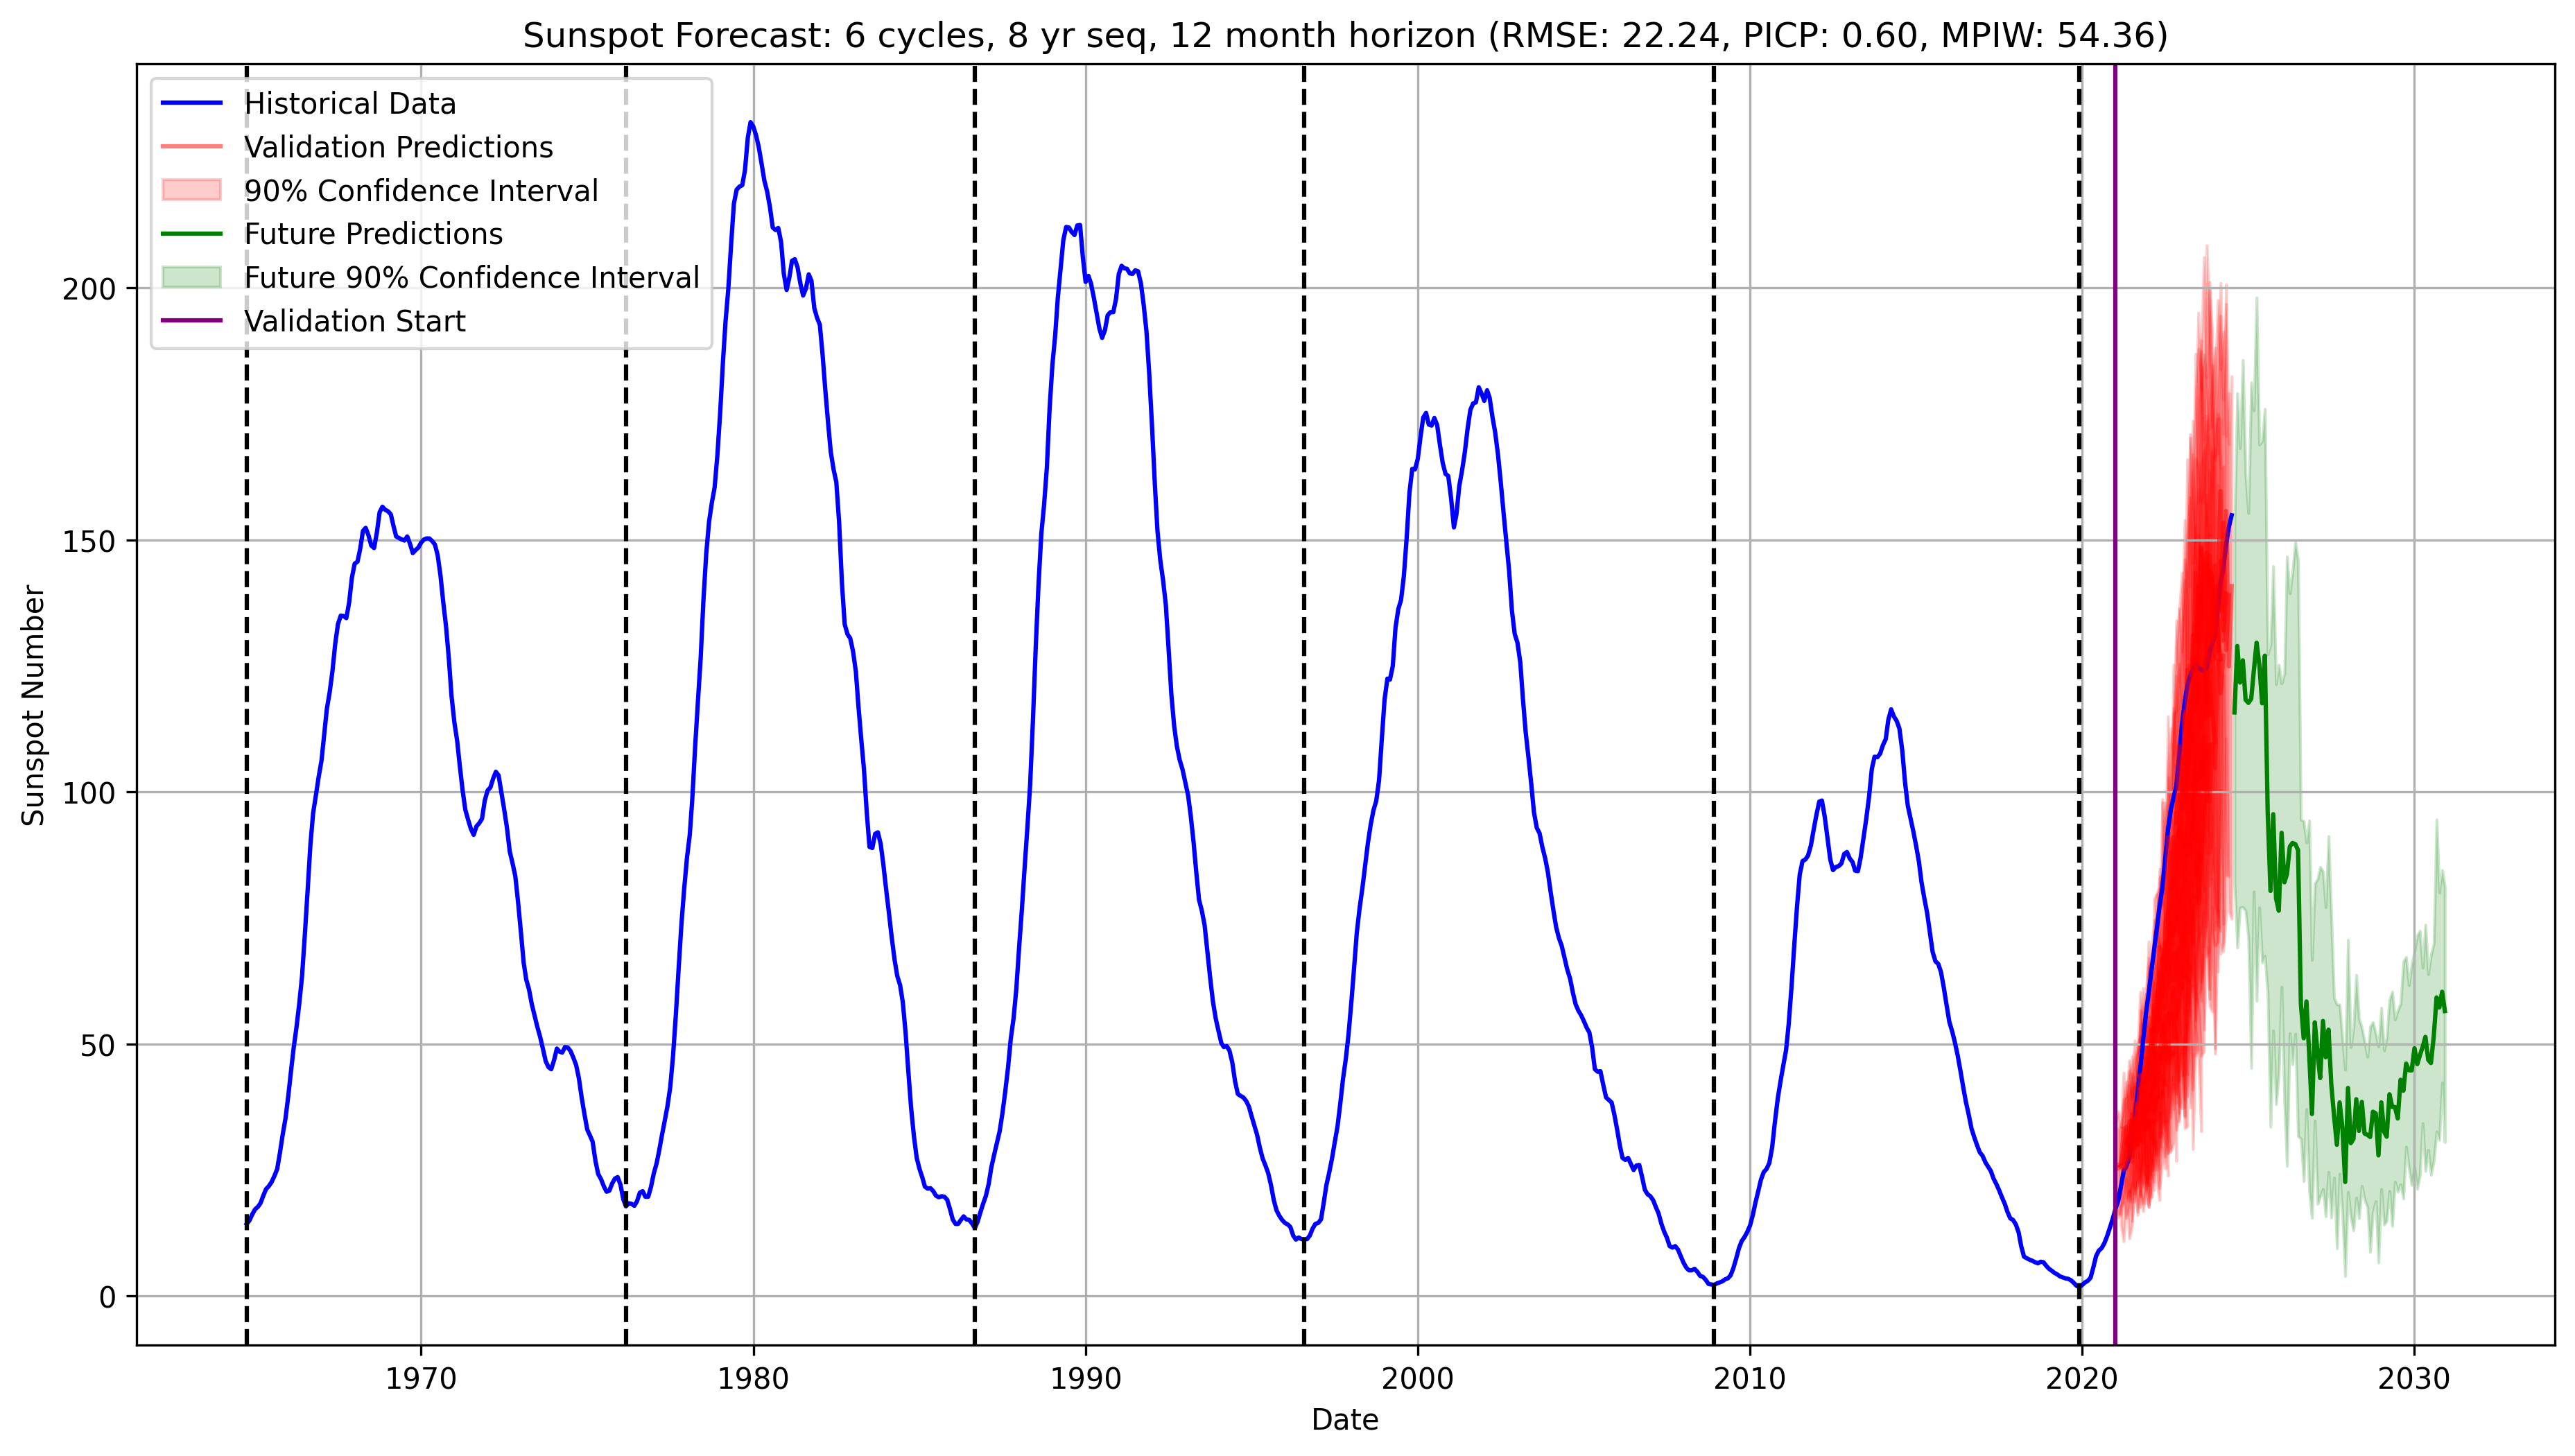 Sunspot Forecast: 6 cycles, 8 yr seq, 12 month horizon (RMSE: 22.24, PICP: 0.60, MPIW: 54.36)
Historical Data
Validation Predictions
90% Confidence Interval
Future Predictions
Future 90% Confidence Interval
Validation Start
Sunspot Number
200
150
100
50
0
1970 1980 1990 2000 2010 2020 2030
Date